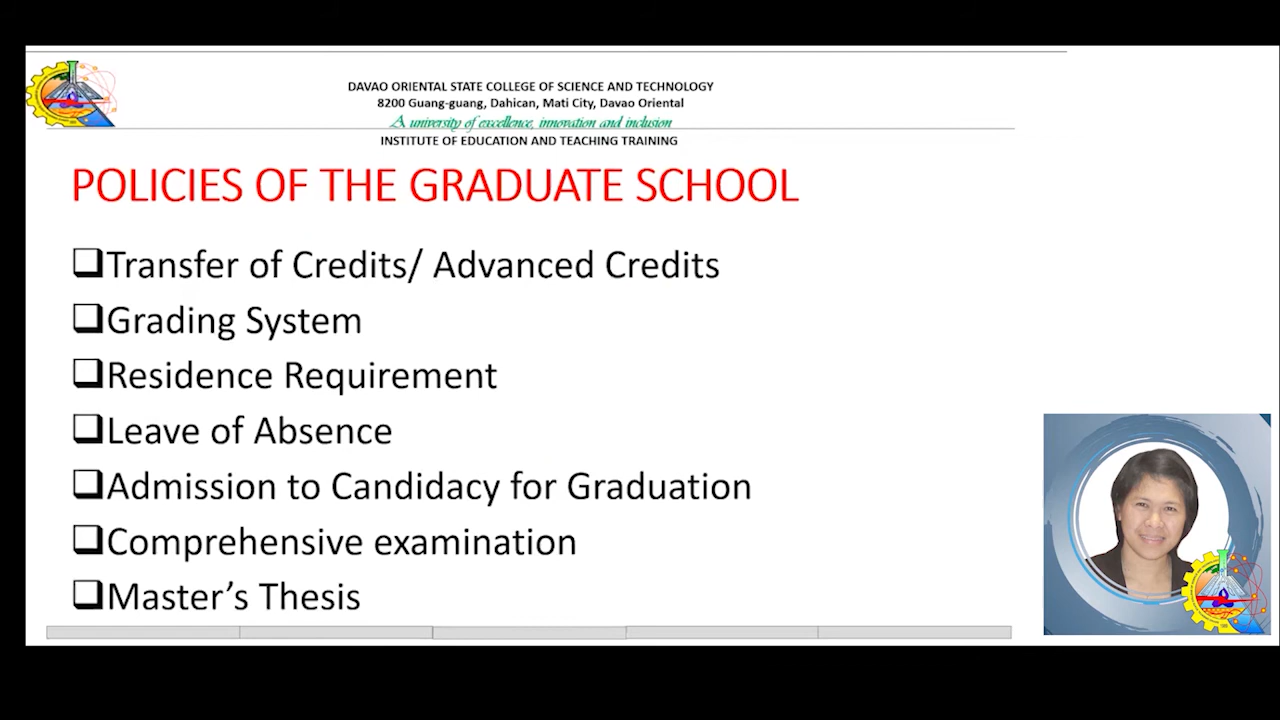 DAVAO ORIENTAL STATE COLLEGE OF SCIENCE AND TECHNOLOGY
8200 Guang-guang, Dahican, Mati City, Davao Oriental
A university of excellence, innovation and inclusion
INSTITUTE OF EDUCATION AND TEACHING TRAINING
POLICIES OF THE GRADUATE SCHOOL
Transfer of Credits/ Advanced Credits
Grading System
Residence Requirement
Leave of Absence
Admission to Candidacy for Graduation
Comprehensive examination
Master’s Thesis